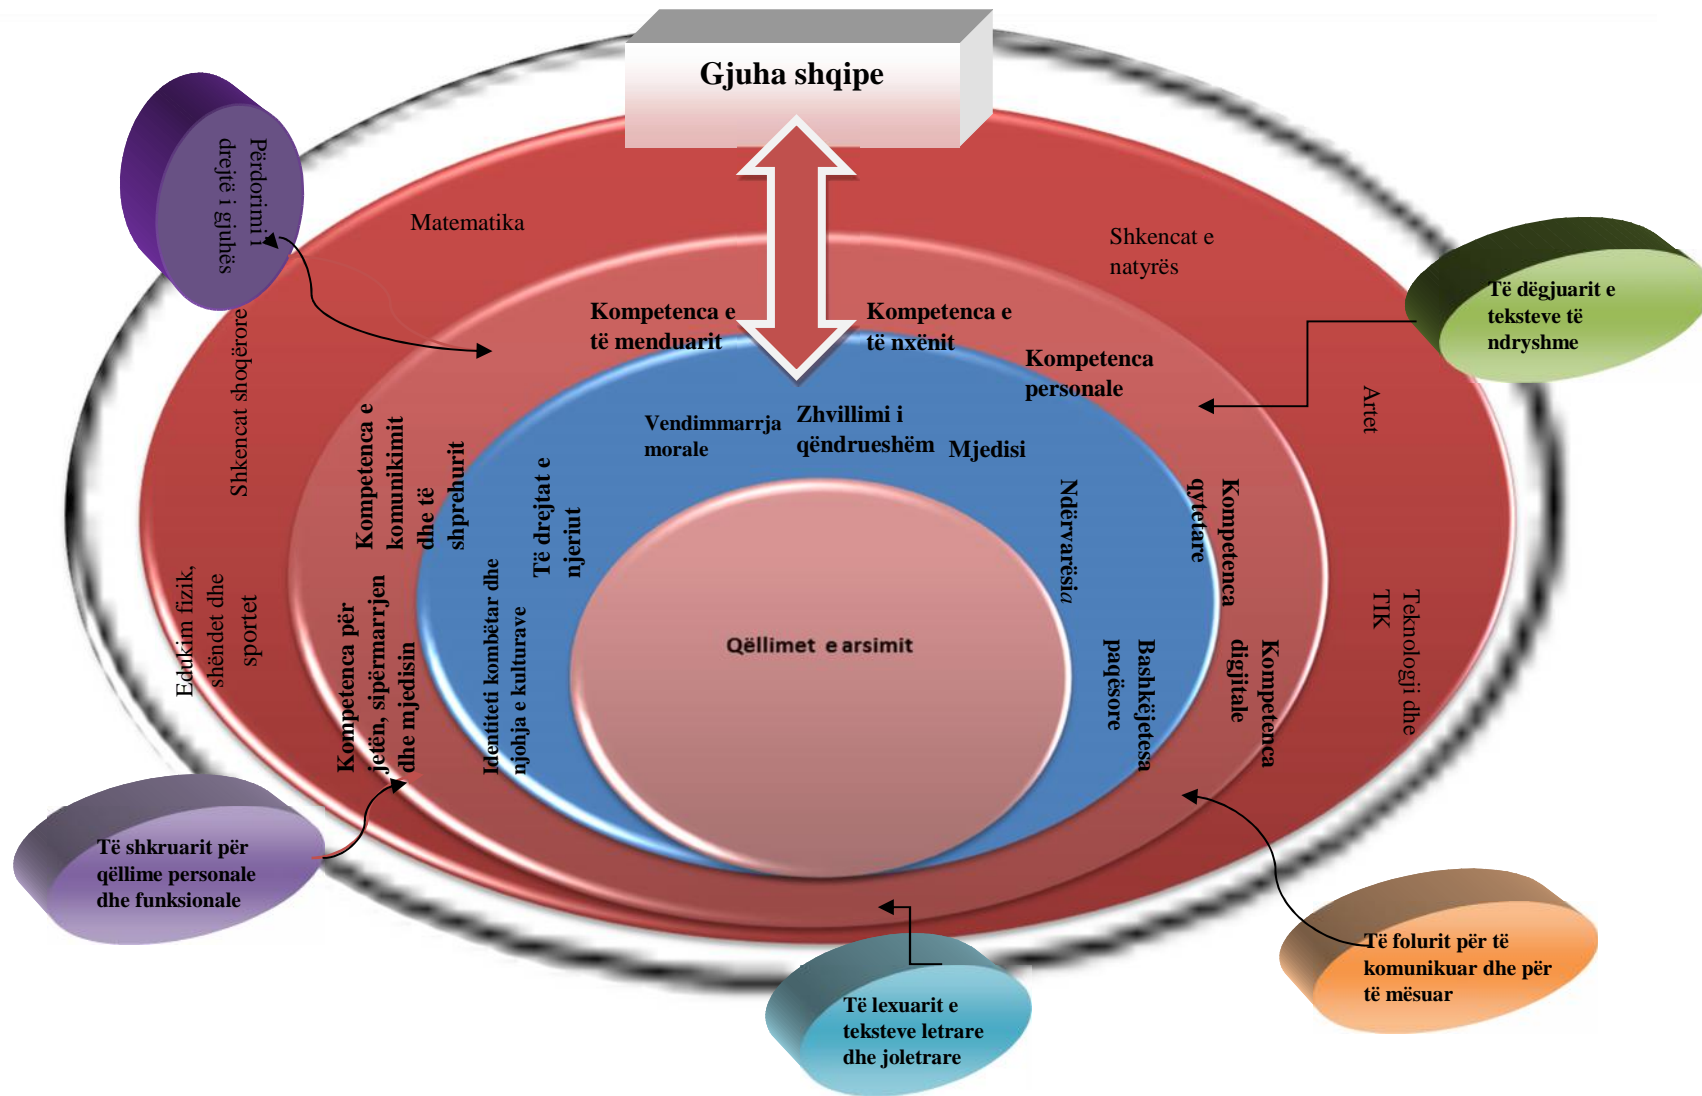 Gjuha shqipe
Përdorimi i
drejtë i gjuhës
Matematika
Shkencat e
natyrës
Të dëgjuarit e
teksteve të
ndryshme
Kompetenca e
të menduarit
Kompetenca e
të nxënit
Kompetenca
personale
Shkencat shoqërore
Artet
Kompetenca e
komunikimit
dhe të
shprehurit
Vendimmarrja
morale
Zhvillimi i
qëndrueshëm
Mjedisi
Të drejtat e
njeriut
Ndërvarësia
Kompetenca
qytetare
Edukim fizik,
shëndet dhe
sportet
Kompetenca për
jetën, sipërmarrjen
dhe mjedisin
Identiteti kombëtar dhe
njohja e kulturave
Qëllimet e arsimit
Bashkëjetesa
paqësore
Kompetenca
digjitale
Teknologji dhe
TIK
Të shkruarit për
qëllime personale
dhe funksionale
Të folurit për të
komunikuar dhe për
të mësuar
Të lexuarit e
teksteve letrare
dhe joletrare